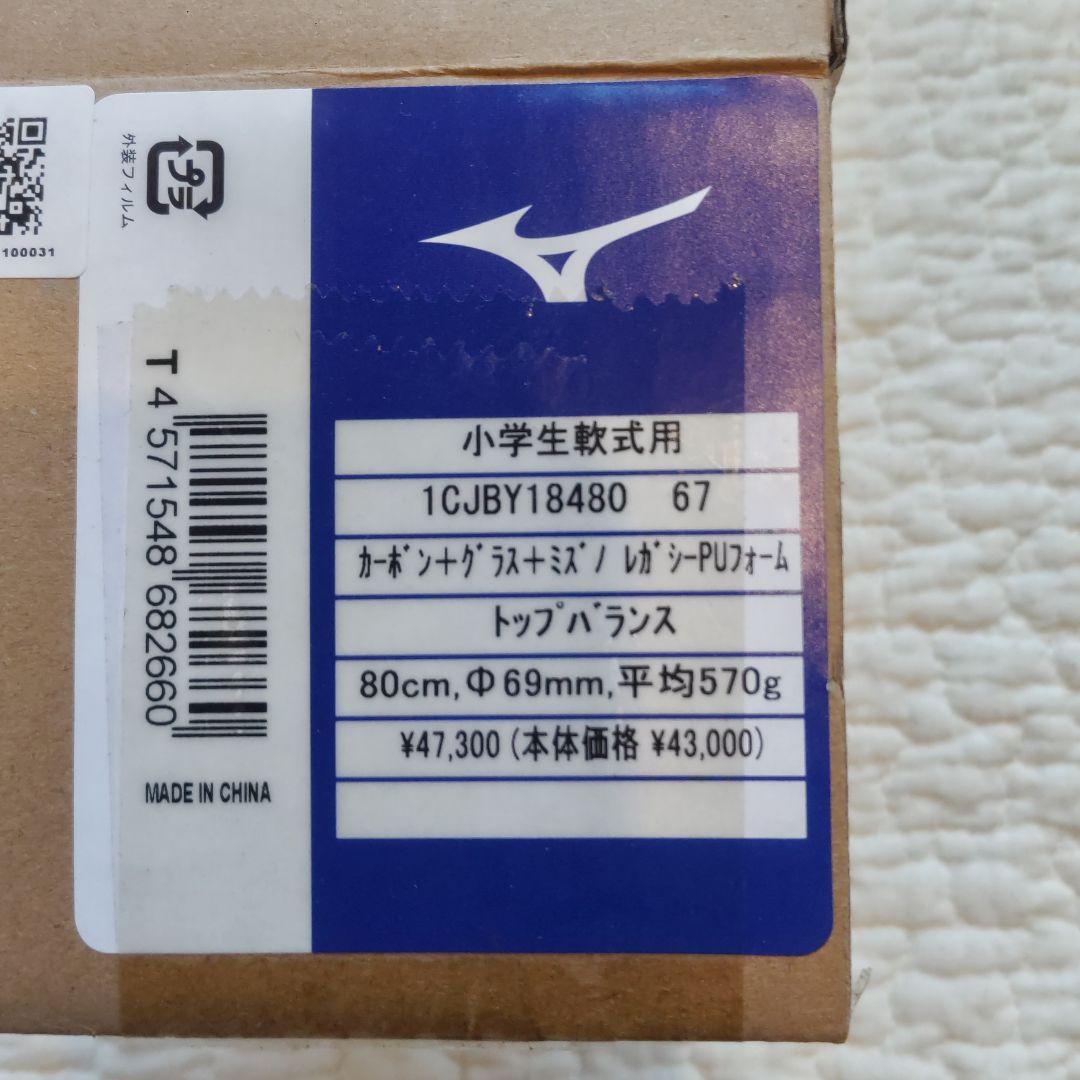 100031
外装フィルム
プラ
T 4 571548 682660
MADE IN CHINA
小学生軟式用
1CJBY18480 67
ｶｰﾎﾞﾝ+ｸﾞﾗｽ+ﾐｽﾞﾉ ﾚｶﾞｼｰPUﾌｫｰﾑ
ﾄｯﾌﾟﾊﾞﾗﾝｽ
80cm,Φ69mm,平均570g
¥47,300(本体価格 ¥43,000)